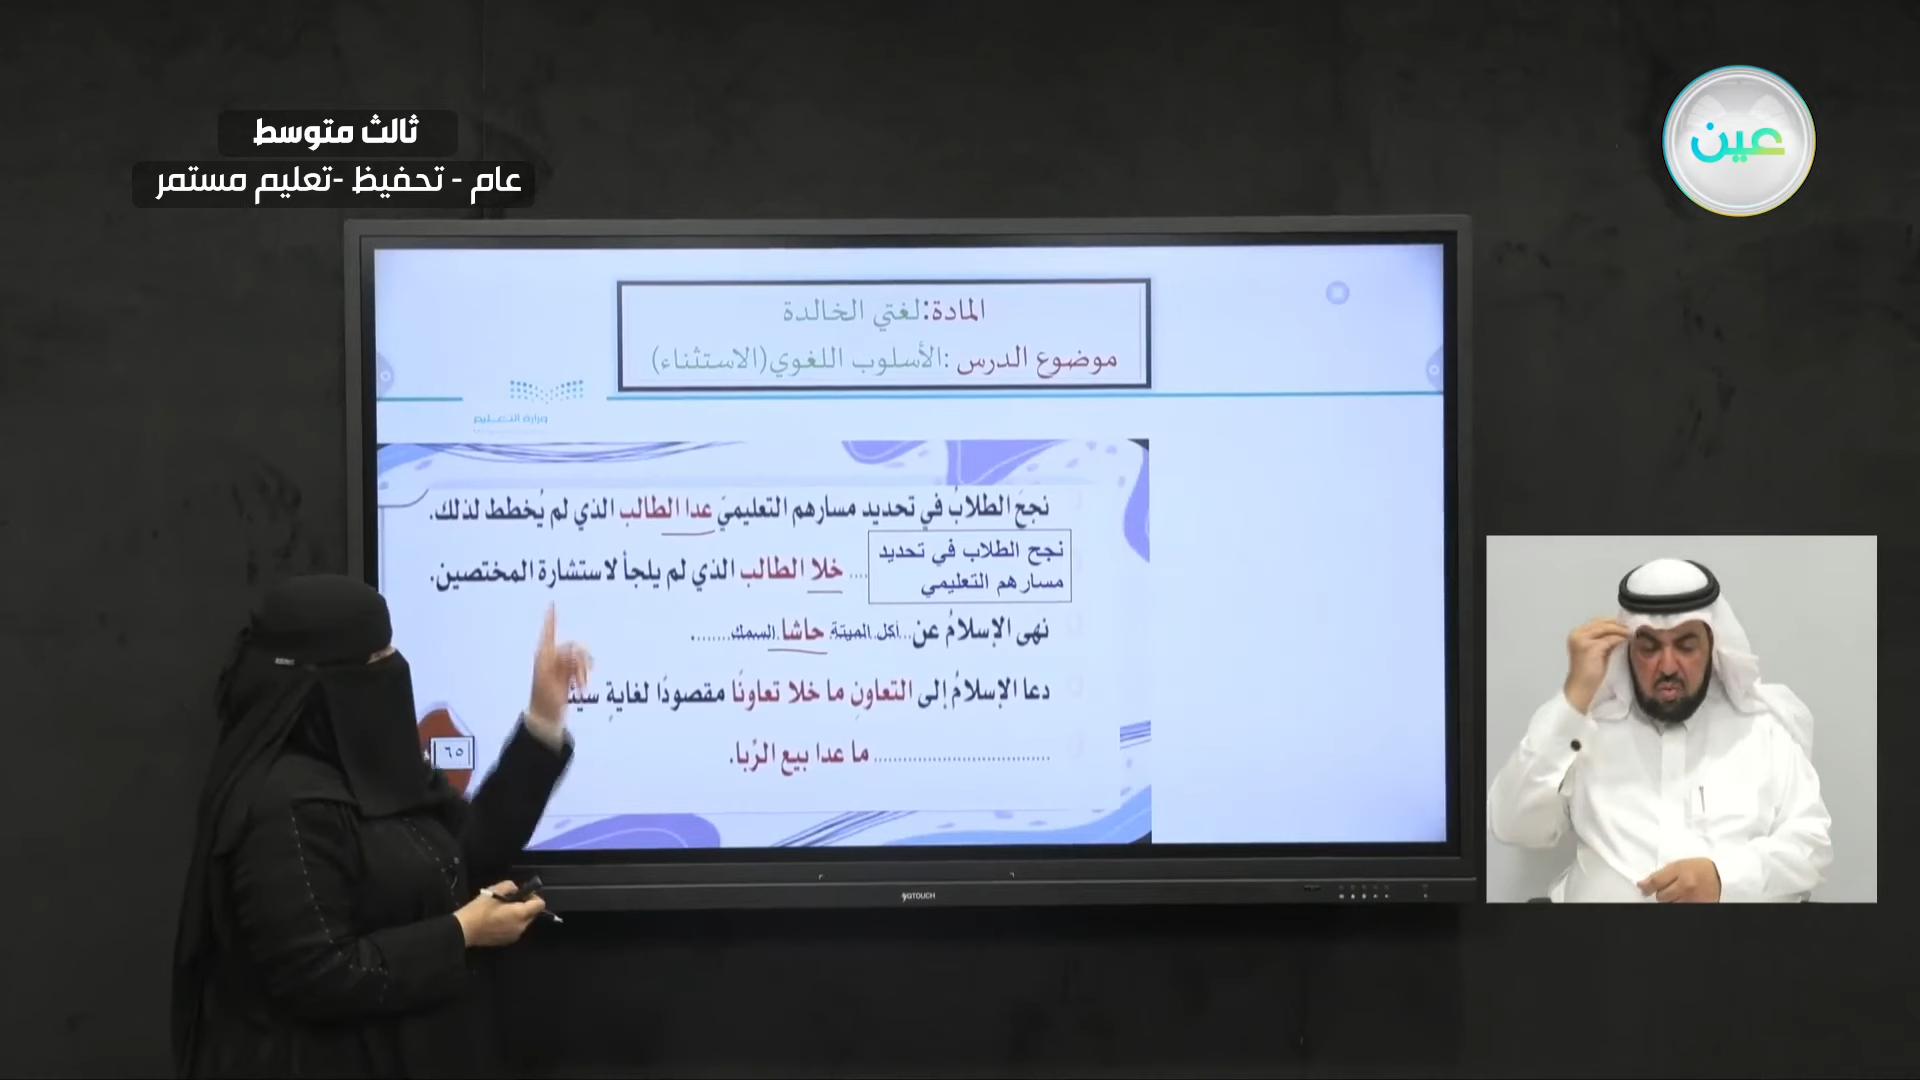 ثالث متوسط
عام - تحفيظ -تعليم مستمر
عين
المادة:لغتي الخالدة
موضوع الدرس :الأسلوب اللغوي(الاستثناء)
وزارة التعليم
نجحَ الطلابُ في تحديد مسارهم التعليميَ عدا الطالب الذي لم يُخطط لذلك.
نجح الطلاب في تحديد
مسارهم التعليمي
.... خلا الطالب الذي لم يلجأ لاستشارة المختصين.
نهى الإسلامُ عن...أكل الميتة. حاشا.السمك........
دعا الإسلامُ إلى التعاونِ ما خلا تعاونًا مقصودًا لغايةٍ
.................................. ما عدا بيع الرِّبا.
٦٥
IQTOUCH